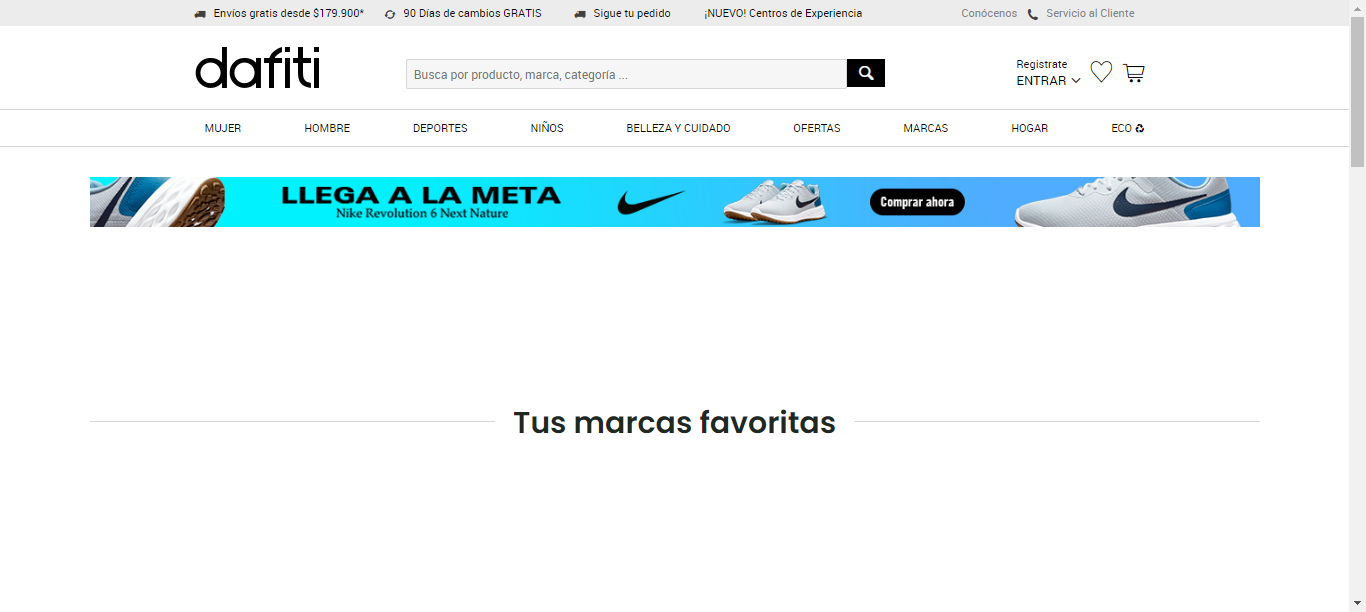 Envíos gratis desde $179.900* 90 Días de cambios GRATIS Sigue tu pedido ¡NUEVO! Centros de Experiencia Conócenos Servicio al Cliente
dafiti
Busca por producto, marca, categoría ...
Registrate
ENTRAR
MUJER HOMBRE DEPORTES NIÑOS BELLEZA Y CUIDADO OFERTAS MARCAS HOGAR ECO
LLEGA A LA META
Nike Revolution 6 Next Nature
Comprar ahora
Tus marcas favoritas